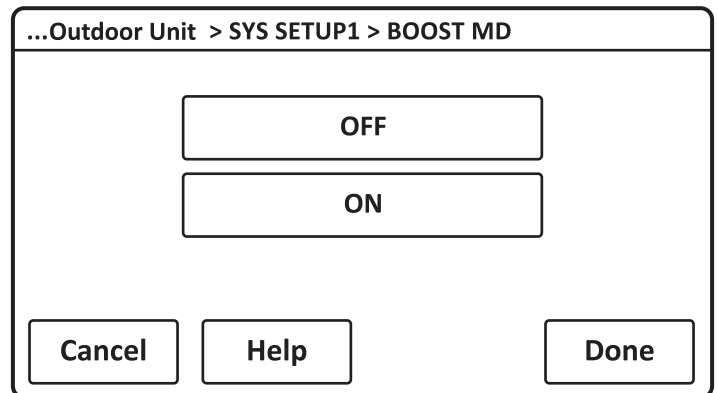 ...Outdoor Unit > SYS SETUP1 > BOOST MD
OFF
ON
Cancel Help Done